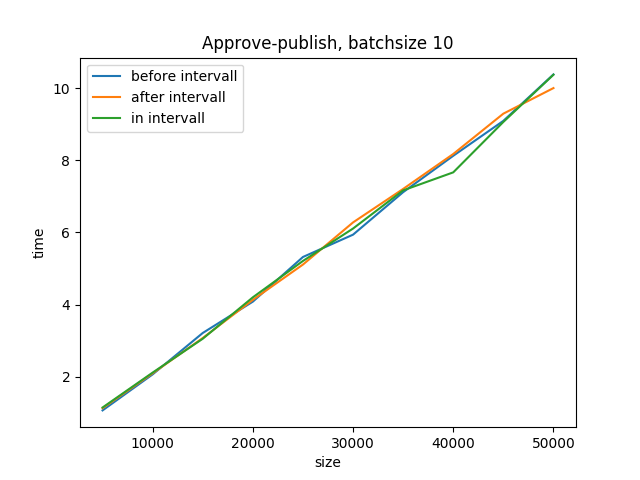 Approve-publish, batchsize 10
before intervall
after intervall
in intervall
10
8
6
4
2
time
10000 20000 30000 40000 50000
size